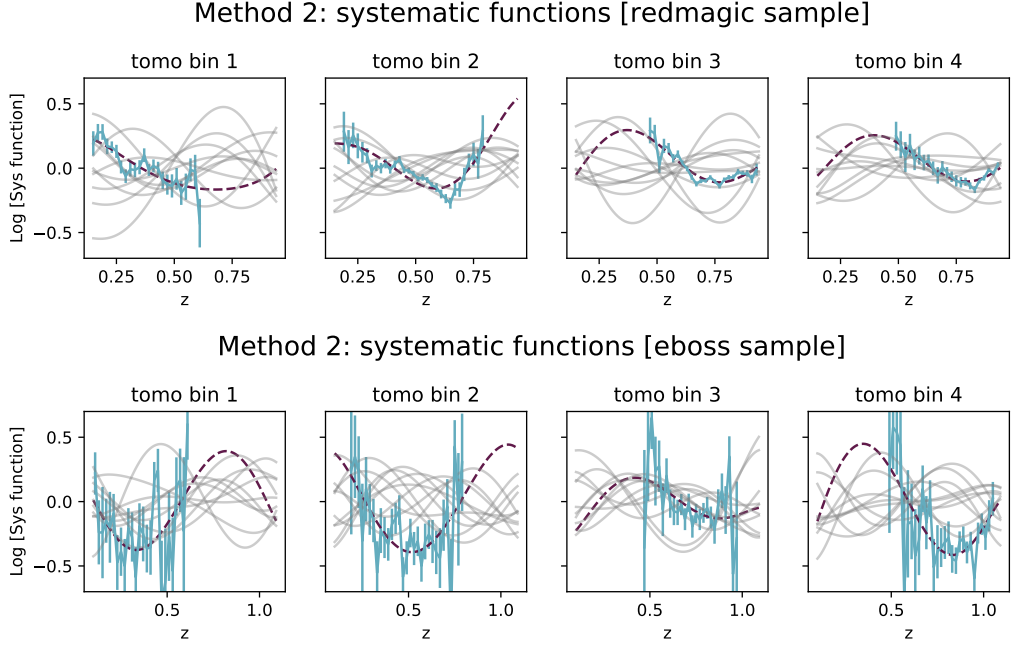 Method 2: systematic functions [redmagic sample]
tomo bin 1 tomo bin 2 tomo bin 3 tomo bin 4
Log [Sys function]
0.5
0.0
−0.5
0.25 0.50 0.75 0.25 0.50 0.75 0.25 0.50 0.75 0.25 0.50 0.75
z z z z
Method 2: systematic functions [eboss sample]
tomo bin 1 tomo bin 2 tomo bin 3 tomo bin 4
Log [Sys function]
0.5
0.0
−0.5
0.5 1.0 0.5 1.0 0.5 1.0 0.5 1.0
z z z z